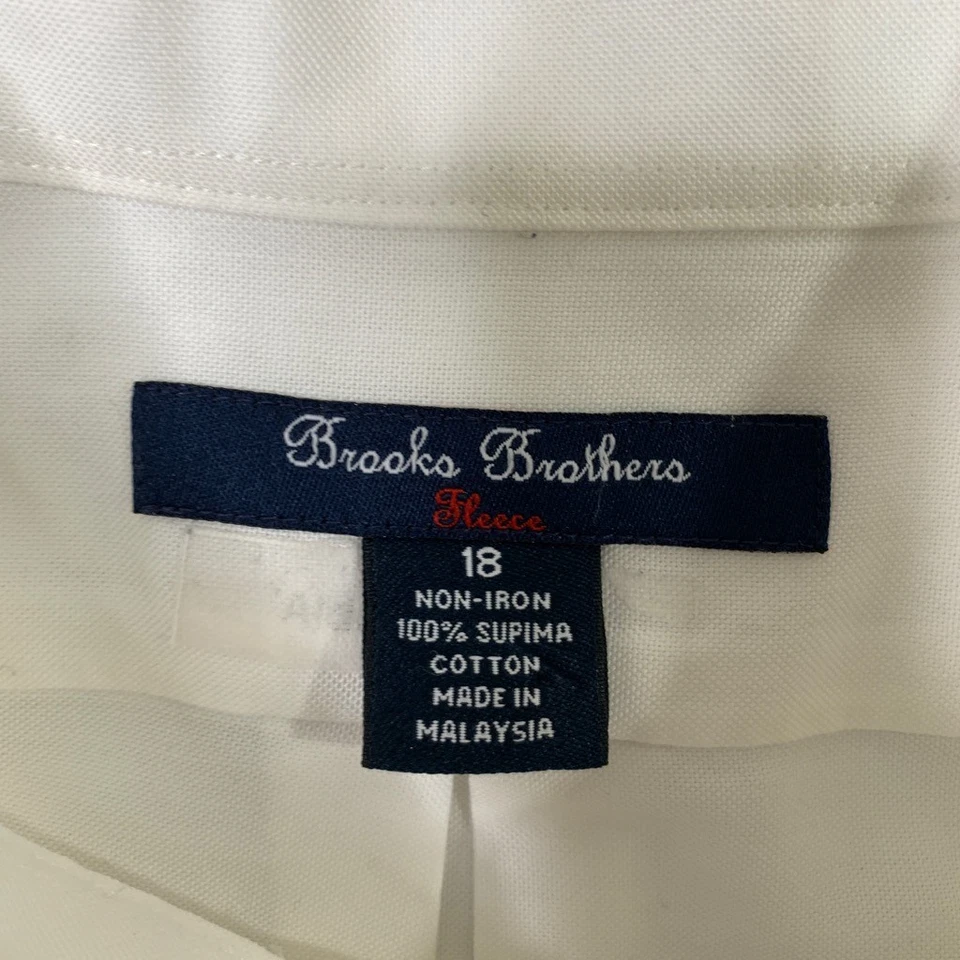 Brooks Brothers
Fleece
18
NON-IRON
100% SUPIMA
COTTON
MADE IN
MALAYSIA